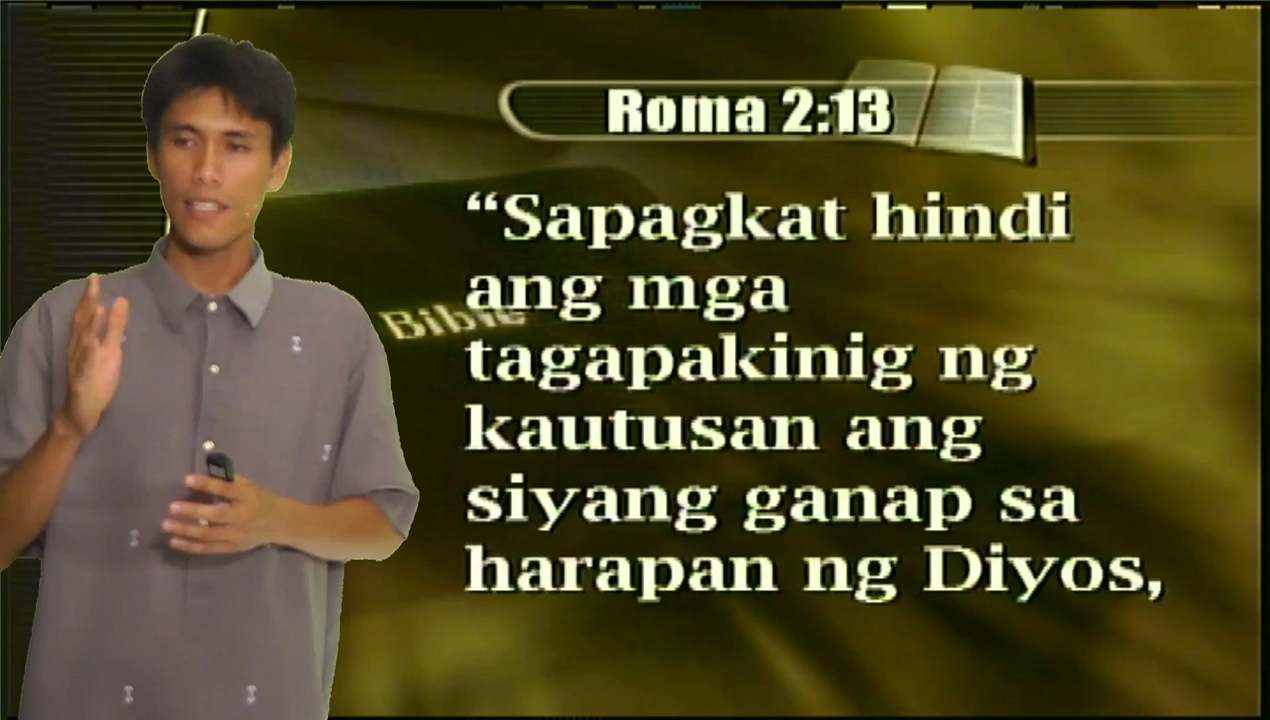 Roma 2:13
“Sapagkat hindi
ang mga
Bible
tagapakinig ng
kautusan ang
siyang ganap sa
harapan ng Diyos,